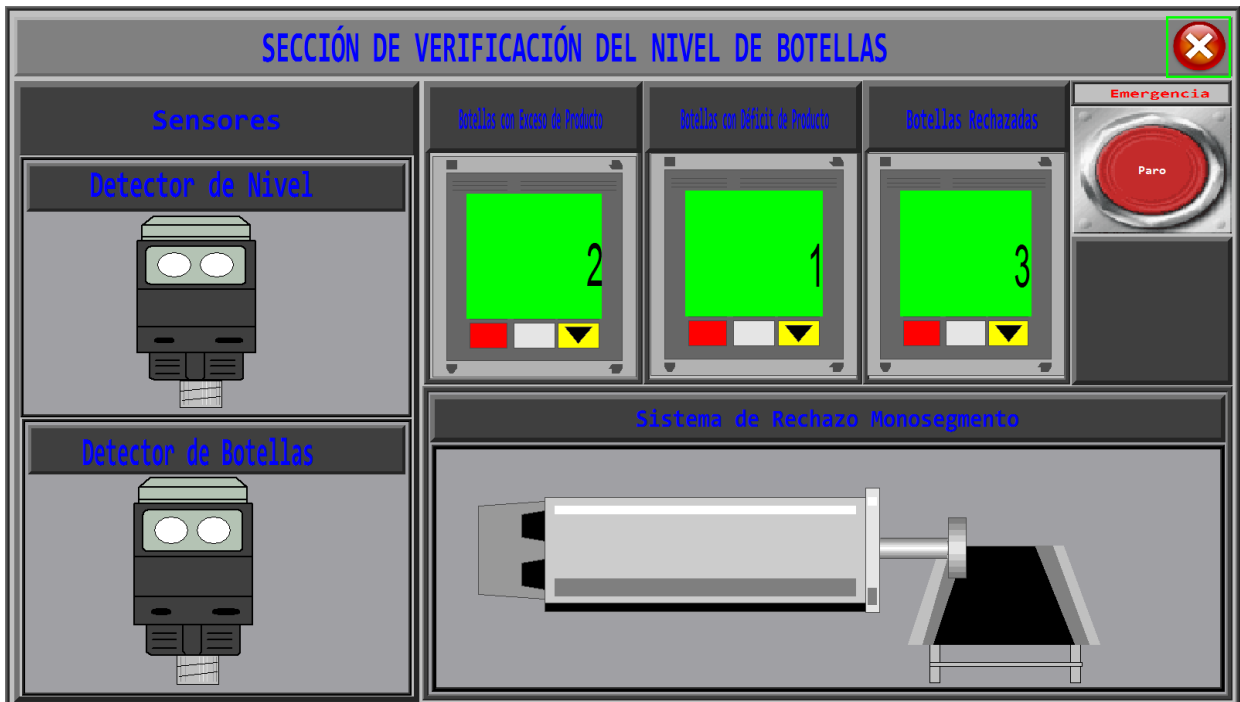 SECCIÓN DE VERIFICACIÓN DEL NIVEL DE BOTELLAS
Sensores
Botellas con Exceso de Producto
Botellas con Déficit de Producto
Botellas Rechazadas
Emergencia
Paro
Detector de Nivel
2
1
3
Sistema de Rechazo Monosegmento
Detector de Botellas